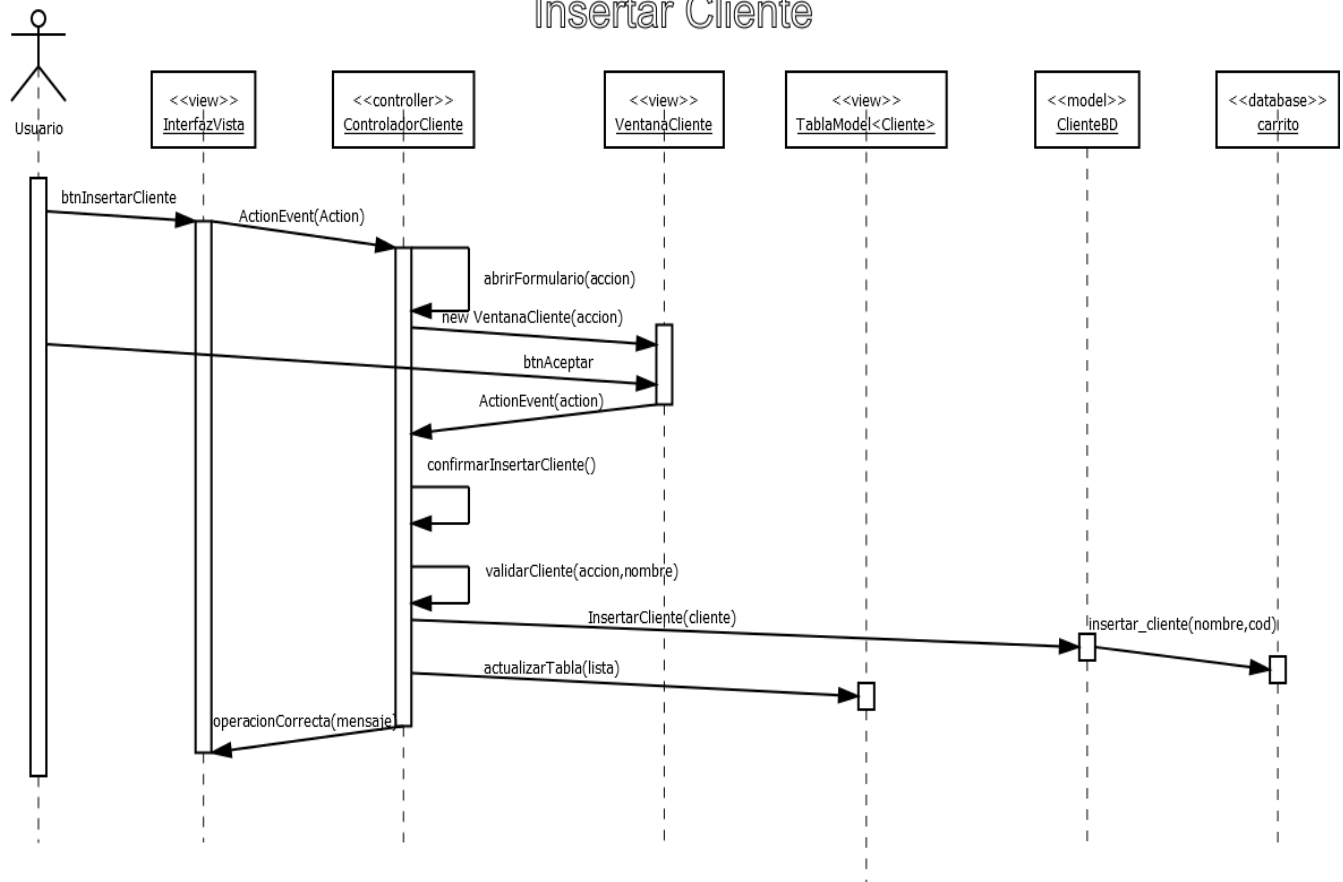 Insertar Cliente
Usuario
<<view>>
InterfazVista
<<controller>>
ControladorCliente
<<view>>
VentanaCliente
<<view>>
TablaModel<Cliente>
<<model>>
ClienteBD
<<database>>
carrito
btnInsertarCliente
ActionEvent(Action)
abrirFormulario(accion)
new VentanaCliente(accion)
btnAceptar
ActionEvent(action)
confirmarInsertarCliente()
validarCliente(accion,nombre)
InsertarCliente(cliente)
insertar_cliente(nombre,cod)
actualizarTabla(lista)
operacionCorrecta(mensaje)